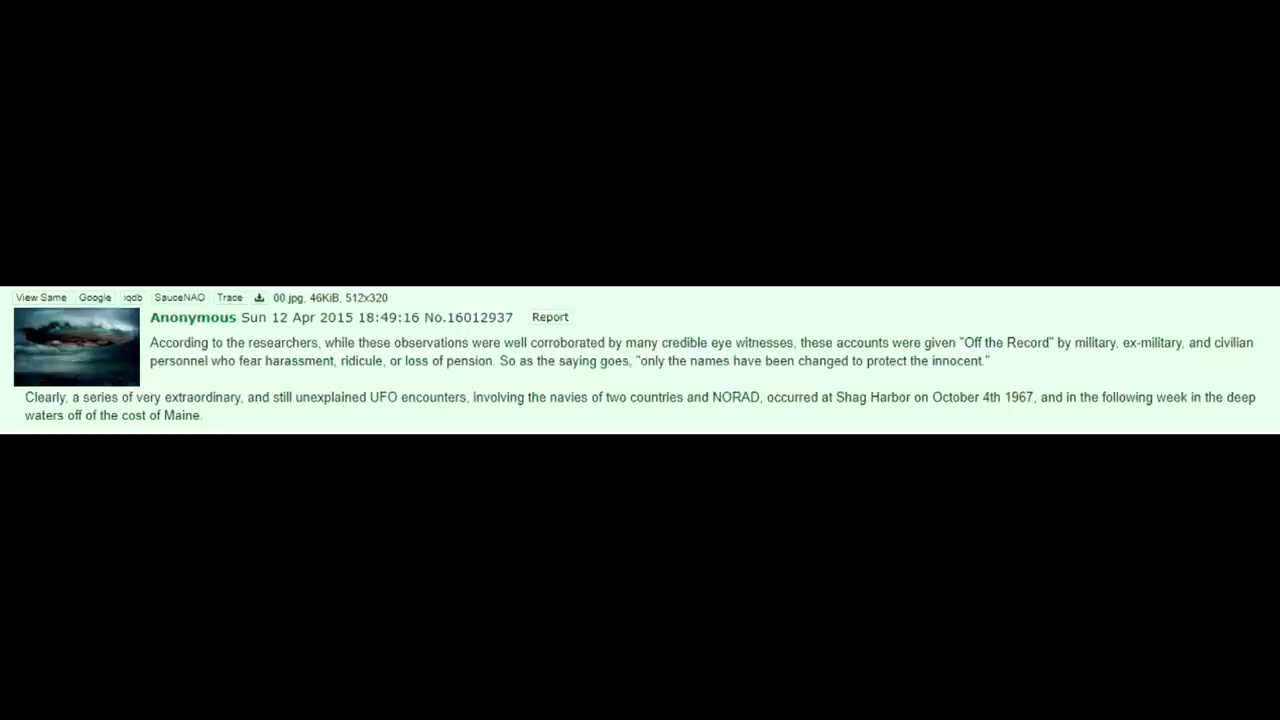 View Same Google iqdb SauceNAO Trace 00.jpg, 46KiB, 512x320
Anonymous Sun 12 Apr 2015 18:49:16 No.16012937 Report
According to the researchers, while these observations were well corroborated by many credible eye witnesses, these accounts were given "Off the Record" by military, ex-military, and civilian
personnel who fear harassment, ridicule, or loss of pension. So as the saying goes, "only the names have been changed to protect the innocent."
Clearly, a series of very extraordinary, and still unexplained UFO encounters, involving the navies of two countries and NORAD, occurred at Shag Harbor on October 4th 1967, and in the following week in the deep
waters off of the cost of Maine.